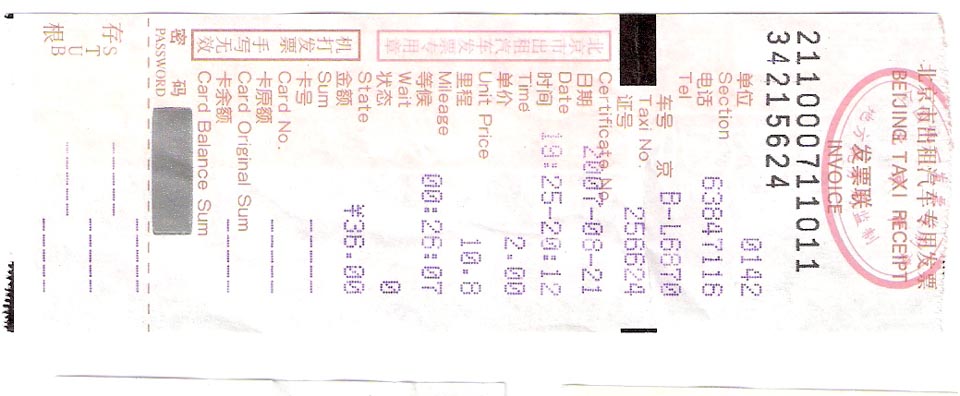 北京市出租汽车专用发票
BEIJING TAXI RECEIPT
发票联
INVOICE
211000711011
34215624
单位
Section 0142
电话 63847116
Tel
车号 京 B-L6870
Taxi No.
证号 256624
Certificate No.
日期 2007-08-21
Date
时间 19:25-20:12
Time
单价 2.00
Unit Price
里程 10.8
Mileage
等候 00:26:07
Wait
状态 0
State
金额 ¥36.00
Sum
卡号 ----
Card No.
卡原额 ----
Card Original Sum
卡余额 ----
Card Balance Sum
北京市出租汽车发票专用章
机打发票
手写无效
密码
PASSWORD
存根
STUB